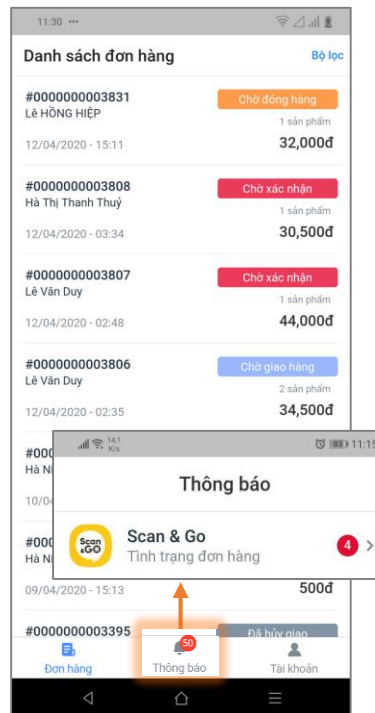 11:30
Danh sách đơn hàng
Bộ lọc
#0000000003831
Chờ đóng hàng
Lê HỒNG HIỆP
1 sản phẩm
12/04/2020 - 15:11
32,000đ
#0000000003808
Chờ xác nhận
Hà Thị Thanh Thuỷ
1 sản phẩm
12/04/2020 - 03:34
30,500đ
#0000000003807
Chờ xác nhận
Lê Văn Duy
12/04/2020 - 02:48
1 sản phẩm
44,000đ
#0000000003806
Chờ giao hàng
Lê Văn Duy
2 sản phẩm
12/04/2020 - 02:35
34,500đ
#000
Hà Ni
10/0
14,1
K/s
11:15
Thông báo
Scan
&GO
Scan & Go
Tình trạng đơn hàng
4
#000
Hà Ni
09/04/2020 - 15:13
500đ
#0000000003395
Đã hủy giao
50
Đơn hàng
Thông báo
Tài khoản